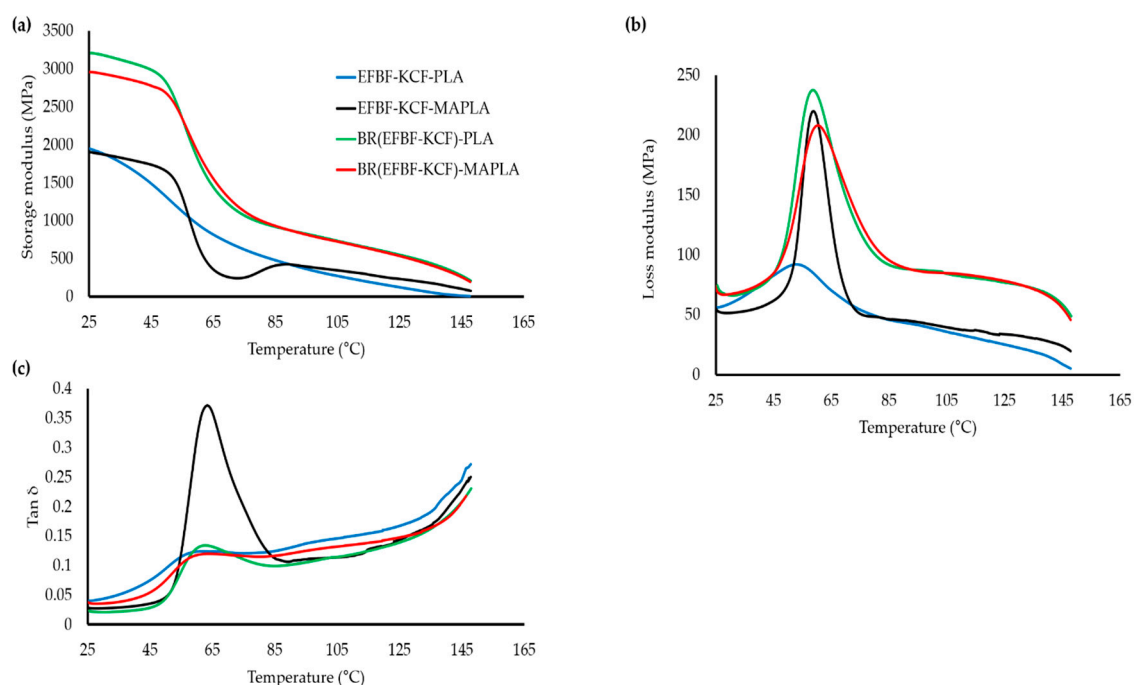 (a)
3500
3000
2500
2000
1500
1000
500
0
Storage modulus (MPa)
25 45 65 85 105 125 145 165
Temperature (°C)
EFBF-KCF-PLA
EFBF-KCF-MAPLA
BR(EFBF-KCF)-PLA
BR(EFBF-KCF)-MAPLA
(b)
250
200
150
100
50
0
Loss modulus (MPa)
25 45 65 85 105 125 145 165
Temperature (°C)
(c)
0.4
0.35
0.3
0.25
0.2
0.15
0.1
0.05
0
Tan δ
25 45 65 85 105 125 145 165
Temperature (°C)